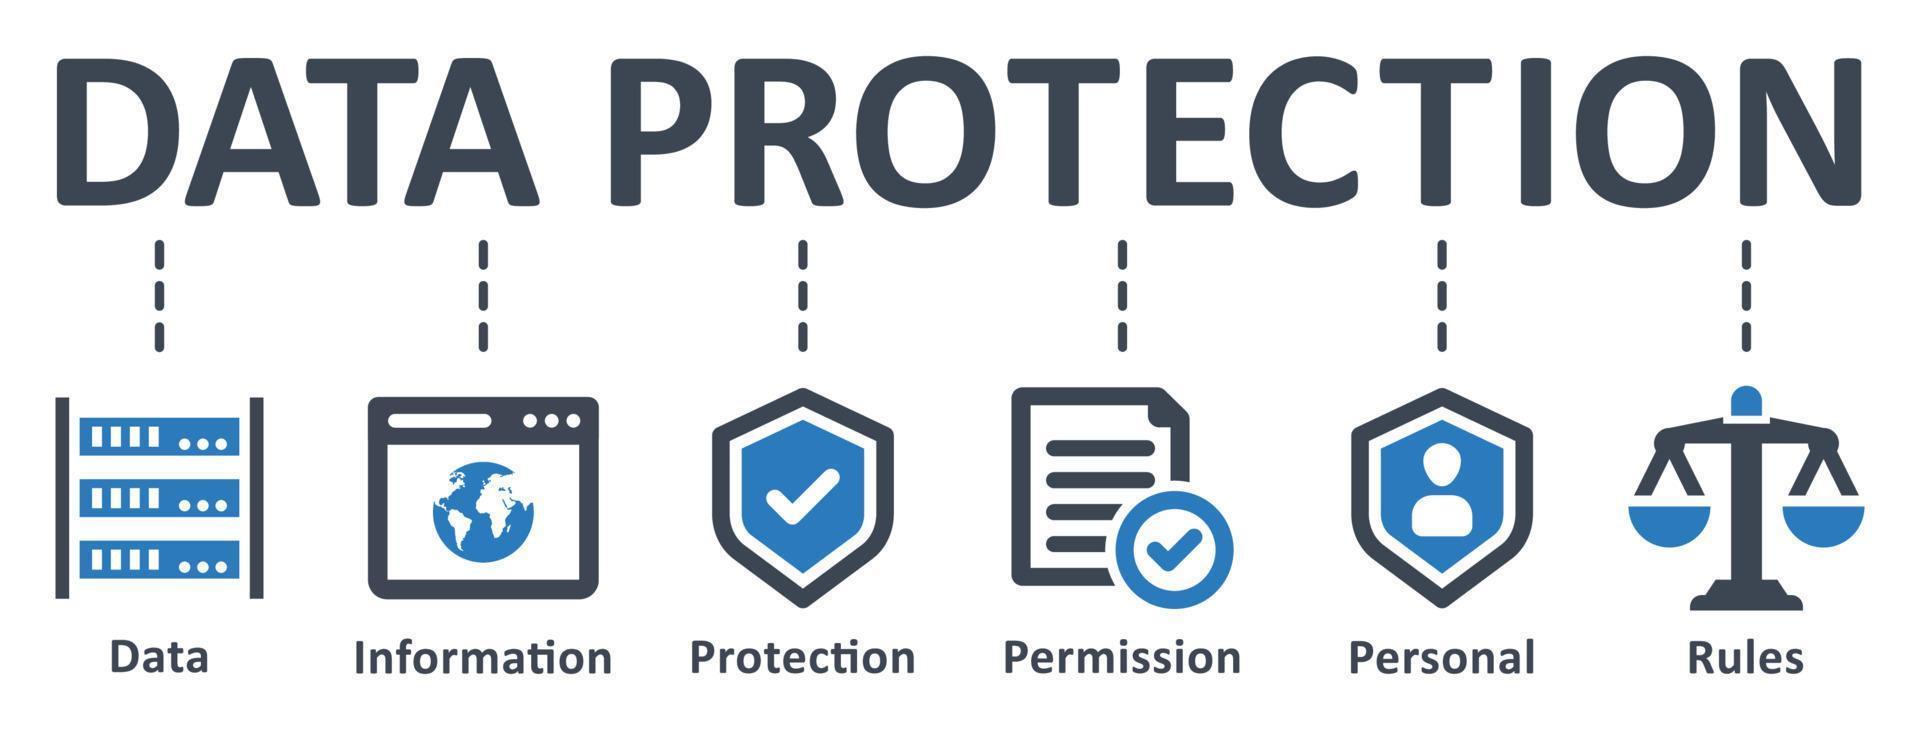 DATA PROTECTION
Data Information Protection Permission Personal Rules